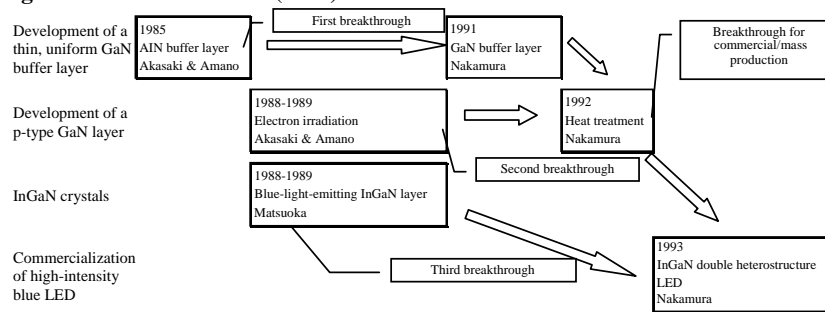 First breakthrough
Development of a
thin, uniform GaN
buffer layer
1985
AlN buffer layer
Akasaki & Amano
1991
GaN buffer layer
Nakamura
Breakthrough for
commercial/mass
production
Development of a
p-type GaN layer
1988-1989
Electron irradiation
Akasaki & Amano
1992
Heat treatment
Nakamura
Second breakthrough
InGaN crystals
1988-1989
Blue-light-emitting InGaN layer
Matsuoka
Commercialization
of high-intensity
blue LED
Third breakthrough
1993
InGaN double heterostructure
LED
Nakamura